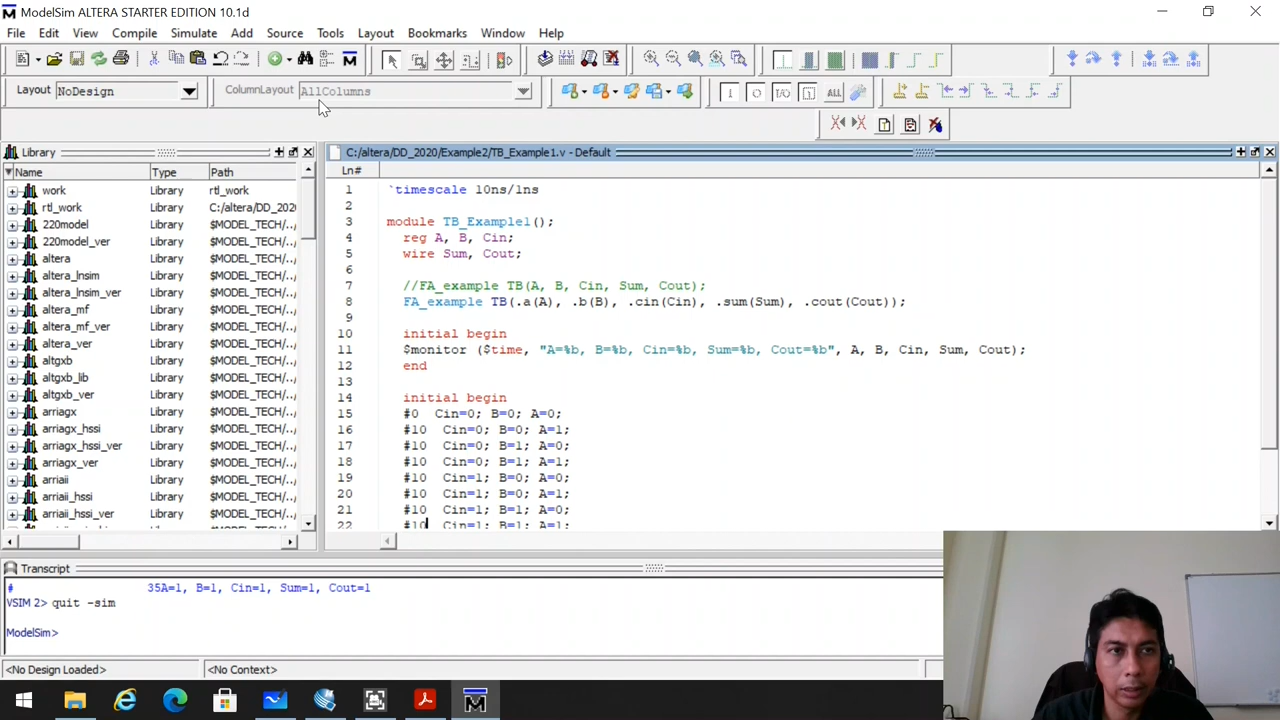 ModelSim ALTERA STARTER EDITION 10.1d
File Edit View Compile Simulate Add Source Tools Layout Bookmarks Window Help
Layout NoDesign ColumnLayout AllColumns
ALL
Library
Name Type Path
work Library rtl_work
rtl_work Library C:/altera/DD_202
220model Library $MODEL_TECH/../
220model_ver Library $MODEL_TECH/../
altera Library $MODEL_TECH/../
altera_lnsim Library $MODEL_TECH/../
altera_lnsim_ver Library $MODEL_TECH/../
altera_mf Library $MODEL_TECH/../
altera_mf_ver Library $MODEL_TECH/../
altera_ver Library $MODEL_TECH/../
altgxb Library $MODEL_TECH/../
altgxb_lib Library $MODEL_TECH/../
altgxb_ver Library $MODEL_TECH/../
arriagx Library $MODEL_TECH/../
arriagx_hssi Library $MODEL_TECH/../
arriagx_hssi_ver Library $MODEL_TECH/../
arriagx_ver Library $MODEL_TECH/../
arriaii Library $MODEL_TECH/../
arriaii_hssi Library $MODEL_TECH/../
arriaii_hssi_ver Library $MODEL_TECH/../
C:/altera/DD_2020/Example2/TB_Example1.v - Default
Ln#
1 `timescale 10ns/1ns
2
3 module TB_Example1();
4 reg A, B, Cin;
5 wire Sum, Cout;
6
7 //FA_example TB(A, B, Cin, Sum, Cout);
8 FA_example TB(.a(A), .b(B), .cin(Cin), .sum(Sum), .cout(Cout));
9
10 initial begin
11 $monitor ($time, "A=%b, B=%b, Cin=%b, Sum=%b, Cout=%b", A, B, Cin, Sum, Cout);
12 end
13
14 initial begin
15 #0 Cin=0; B=0; A=0;
16 #10 Cin=0; B=0; A=1;
17 #10 Cin=0; B=1; A=0;
18 #10 Cin=0; B=1; A=1;
19 #10 Cin=1; B=0; A=0;
20 #10 Cin=1; B=0; A=1;
21 #10 Cin=1; B=1; A=0;
22 #10 Cin=1; B=1; A=1;
Transcript
# 35A=1, B=1, Cin=1, Sum=1, Cout=1
VSIM 2> quit -sim
ModelSim>
<No Design Loaded> <No Context>